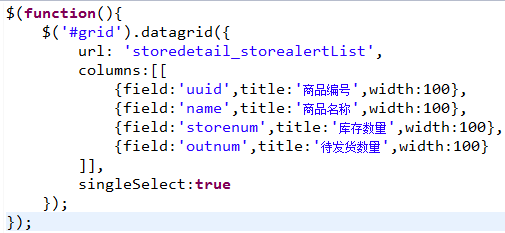 $(function(){
    $('#grid').datagrid({
        url: 'storedetail_storealertList',
        columns:[[
            {field:'uuid',title:'商品编号',width:100},
            {field:'name',title:'商品名称',width:100},
            {field:'storenum',title:'库存数量',width:100},
            {field:'outnum',title:'待发货数量',width:100}
        ]],
        singleSelect:true
    });
});